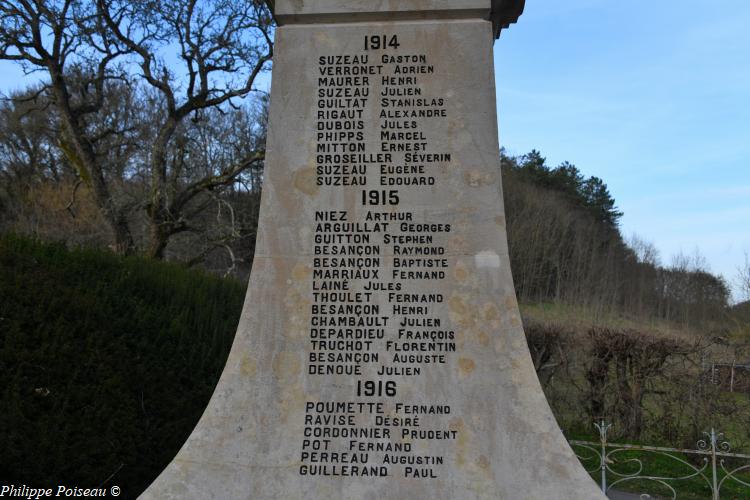 1914
SUZEAU GASTON
VERRONET ADRIEN
MAURER HENRI
SUZEAU JULIEN
GUILTAT STANISLAS
RIGAUT ALEXANDRE
DUBOIS JULES
PHIPPS MARCEL
MITTON ERNEST
GROSEILLER SÉVERIN
SUZEAU EUGÈNE
SUZEAU EDOUARD
1915
NIEZ ARTHUR
ARGUILLAT GEORGES
GUITTON STEPHEN
BESANÇON RAYMOND
BESANÇON BAPTISTE
MARRIAUX FERNAND
LAINÉ JULES
THOULET FERNAND
BESANÇON HENRI
CHAMBAULT JULIEN
DEPARDIEU FRANÇOIS
TRUCHOT FLORENTIN
BESANÇON AUGUSTE
DENOUE JULIEN
1916
POUMETTE FERNAND
RAVISE DÉSIRÉ
CORDONNIER PRUDENT
POT FERNAND
PERREAU AUGUSTIN
GUILLERAND PAUL
Philippe Poiseau ©